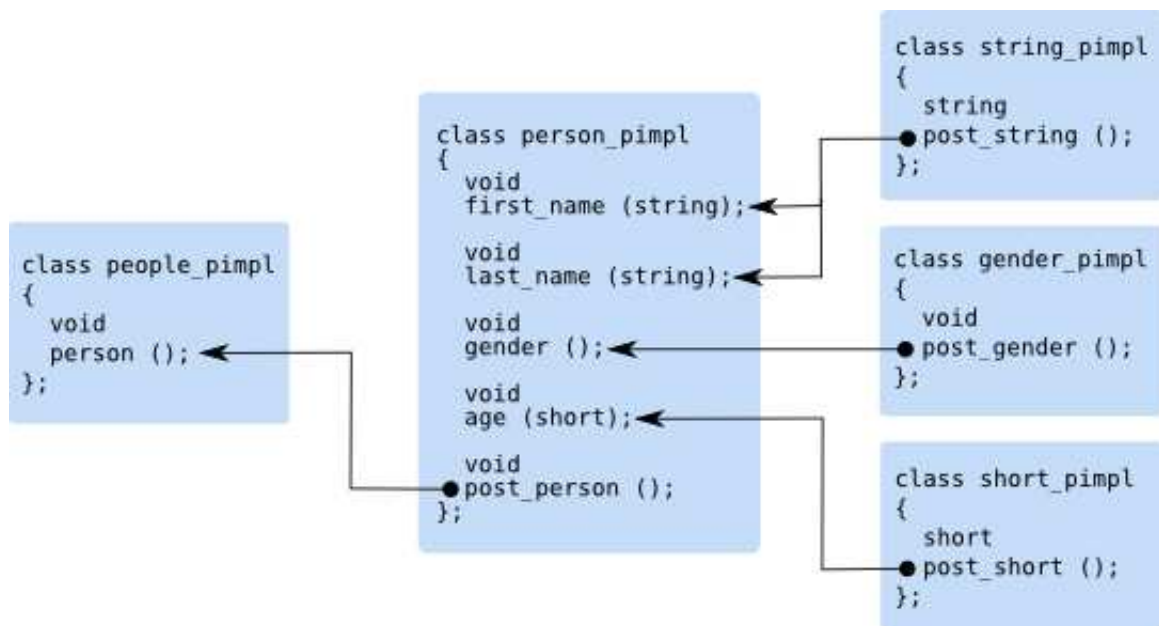 class people_pimpl
{
void
person ();
};
class person_pimpl
{
void
first_name (string);
void
last_name (string);
void
gender ();
void
age (short);
void
post_person ();
};
class string_pimpl
{
string
post_string ();
};
class gender_pimpl
{
void
post_gender ();
};
class short_pimpl
{
short
post_short ();
};